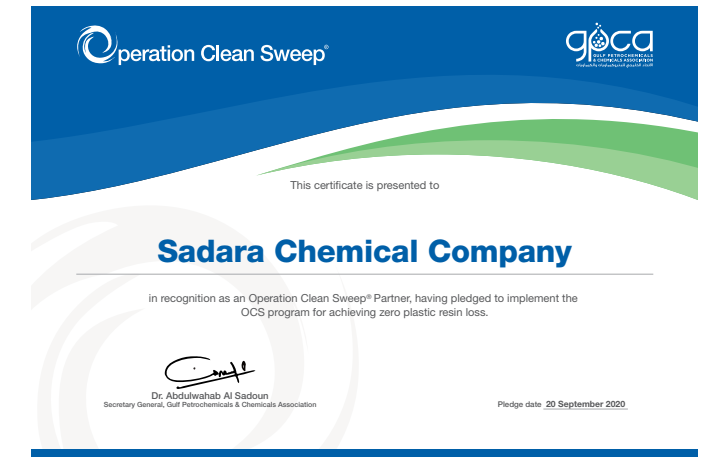 Operation Clean Sweep®
gpca
GULF PETROCHEMICALS
& CHEMICALS ASSOCIATION
This certificate is presented to
Sadara Chemical Company
in recognition as an Operation Clean Sweep® Partner, having pledged to implement the
OCS program for achieving zero plastic resin loss.
Dr. Abdulwahab Al Sadoun
Secretary General, Gulf Petrochemicals & Chemicals Association
Pledge date 20 September 2020